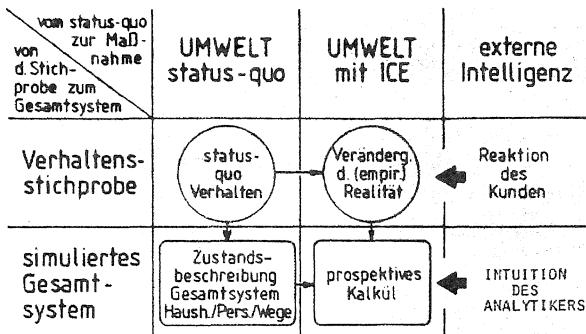 vom status-quo
zur Maß-
nahme
von
d. Stich-
probe zum
Gesamtsystem
UMWELT
status-quo
UMWELT
mit ICE
externe
Intelligenz
Verhaltens-
stichprobe
status-
quo
Verhalten
Veränderg.
d. (empir.)
Realität
Reaktion
des
Kunden
simuliertes
Gesamt-
system
Zustands-
beschreibung
Gesamtsystem
Haush./Pers./Wege
prospektives
Kalkül
INTUITION
DES
ANALYTIKERS